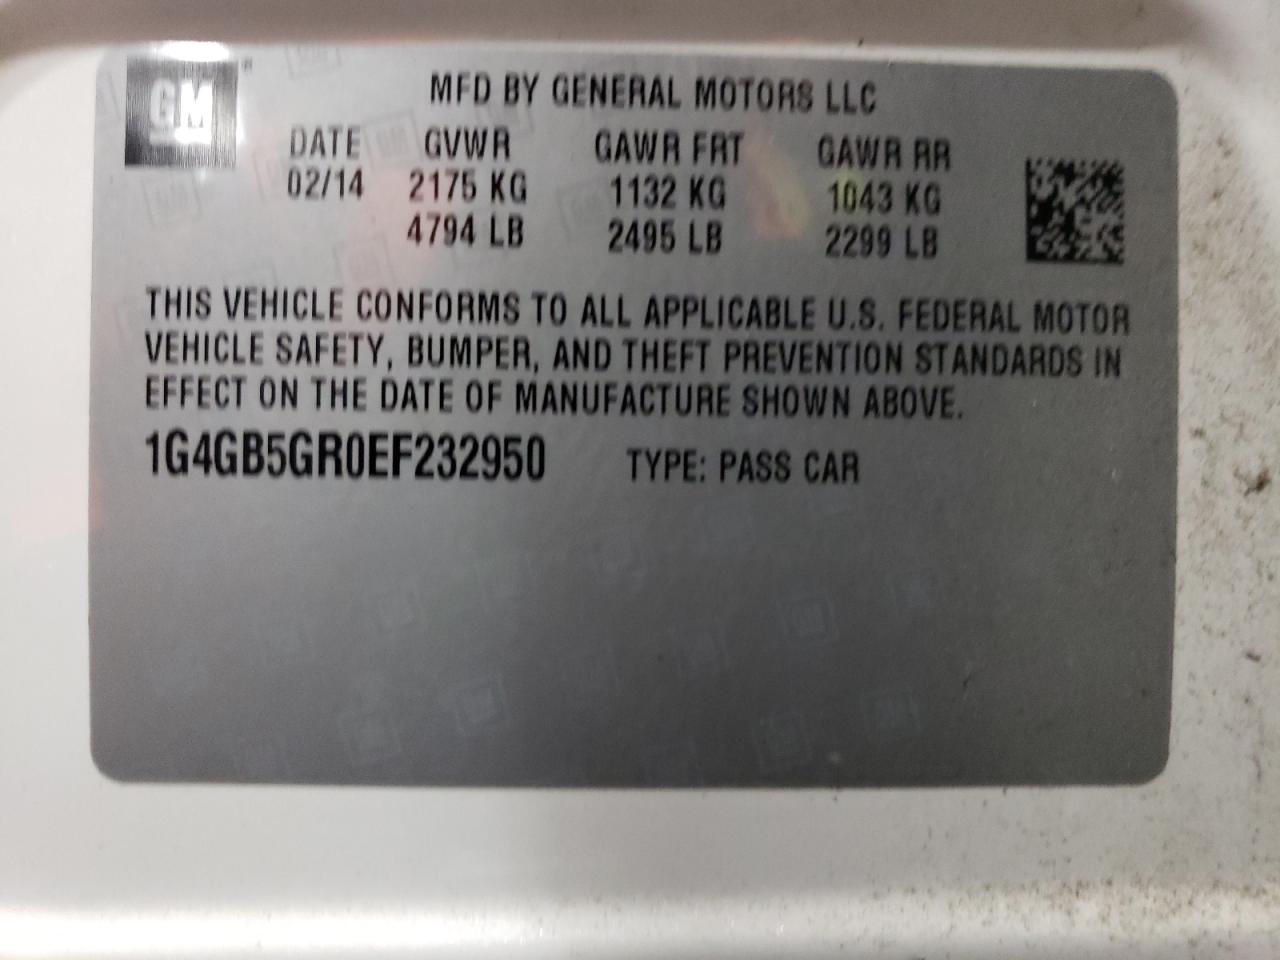 GM
MFD BY GENERAL MOTORS LLC
DATE GVWR GAWR FRT GAWR RR
02/14 2175 KG 1132 KG 1043 KG
4794 LB 2495 LB 2299 LB
THIS VEHICLE CONFORMS TO ALL APPLICABLE U.S. FEDERAL MOTOR
VEHICLE SAFETY, BUMPER, AND THEFT PREVENTION STANDARDS IN
EFFECT ON THE DATE OF MANUFACTURE SHOWN ABOVE.
1G4GB5GR0EF232950 TYPE: PASS CAR